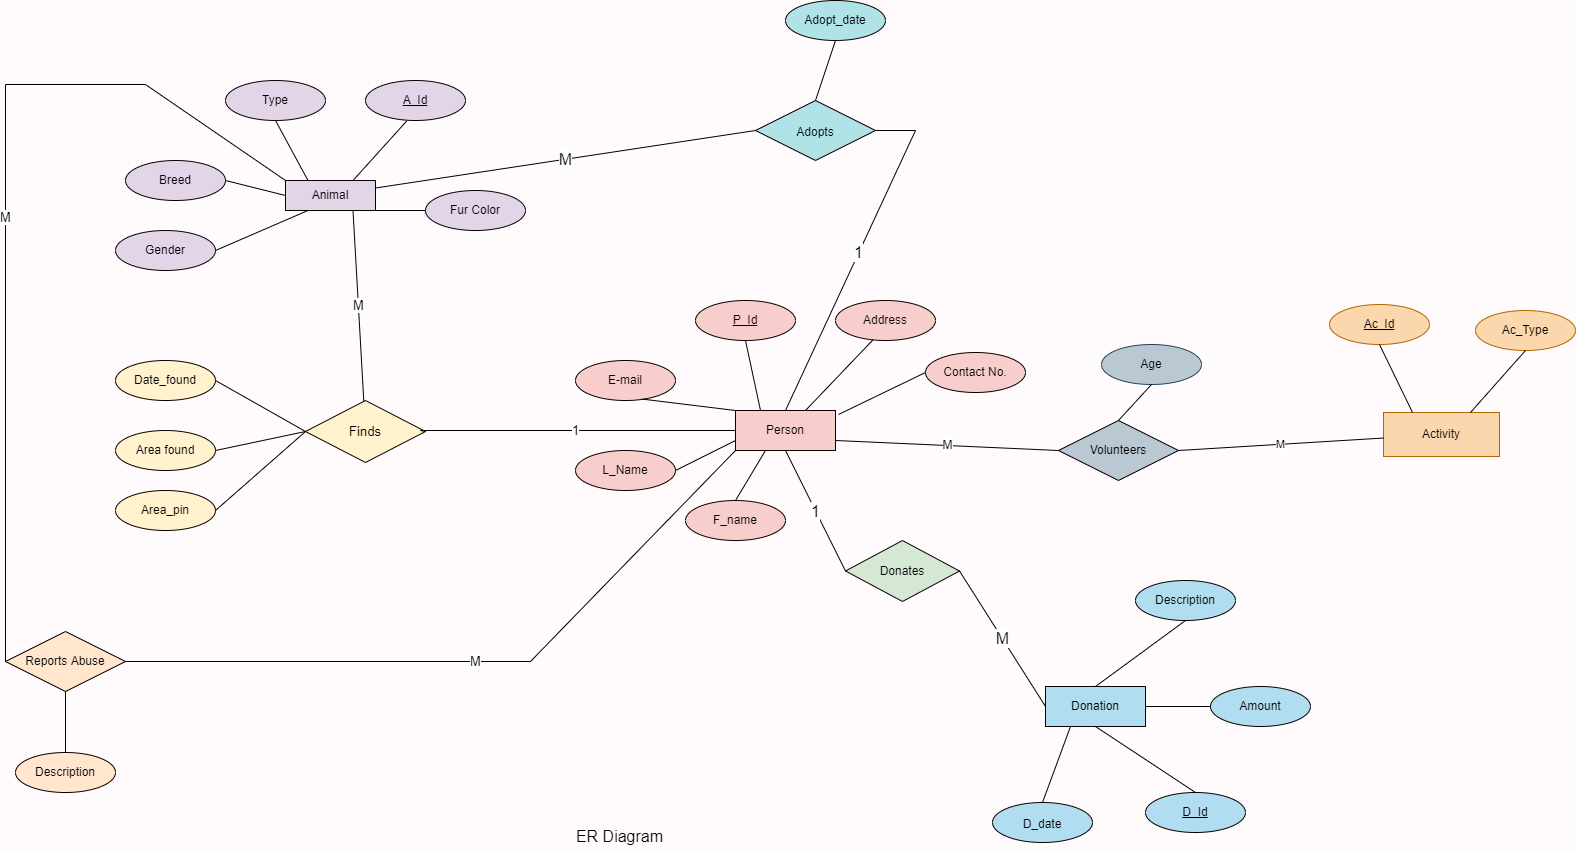 Adopt_date
Type
A_Id
Adopts
M
Breed
Animal
Fur Color
M
Gender
1
M
P_Id
Address
Ac_Id
Ac_Type
Date_found
E-mail
Contact No.
Age
Finds
1
Person
Activity
Area found
L_Name
M
Volunteers
M
Area_pin
F_name
1
Donates
Description
M
Reports Abuse
M
Donation
Amount
Description
D_date
D_Id
ER Diagram